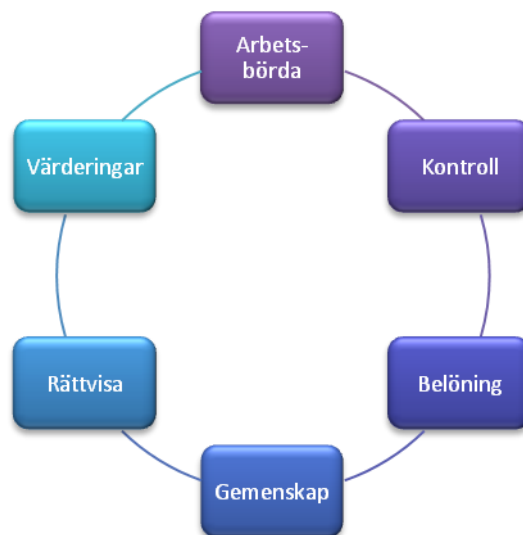 Arbets-
börda
Kontroll
Belöning
Gemenskap
Rättvisa
Värderingar